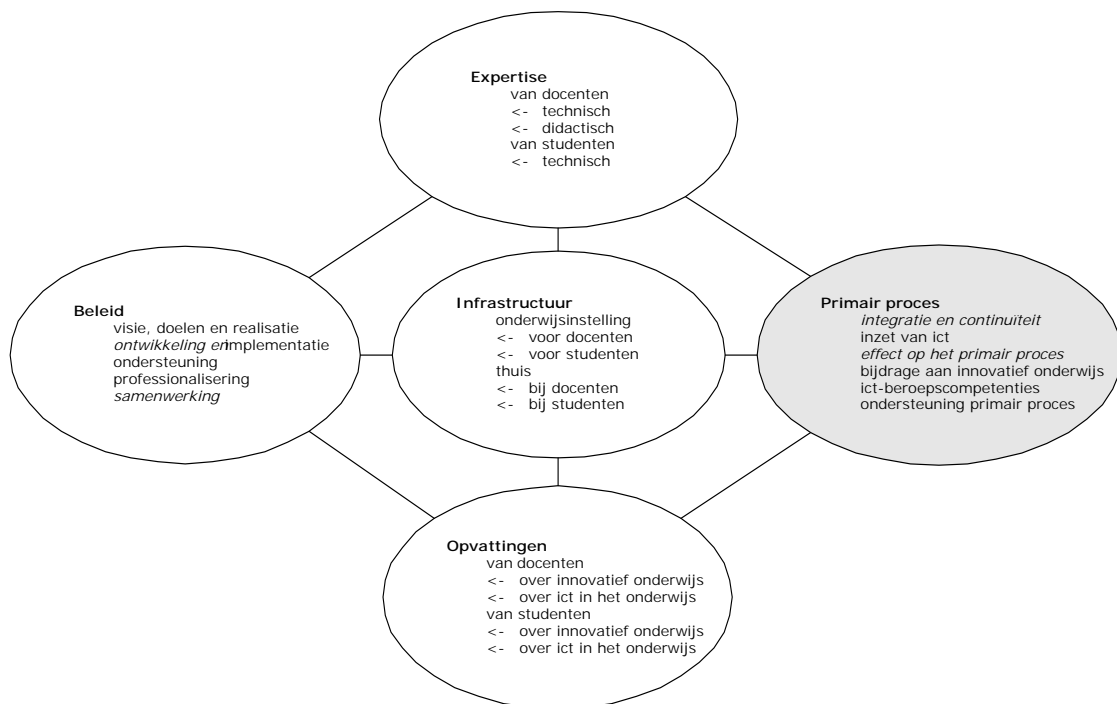 Expertise
van docenten
<- technisch
<- didactisch
van studenten
<- technisch
Beleid
visie, doelen en realisatie
ontwikkeling en implementatie
ondersteuning
professionalisering
samenwerking
Infrastructuur
onderwijsinstelling
<- voor docenten
<- voor studenten
thuis
<- bij docenten
<- bij studenten
Primair proces
integratie en continuïteit
inzet van ict
effect op het primair proces
bijdrage aan innovatief onderwijs
ict-beroepscompetenties
ondersteuning primair proces
Opvattingen
van docenten
<- over innovatief onderwijs
<- over ict in het onderwijs
van studenten
<- over innovatief onderwijs
<- over ict in het onderwijs